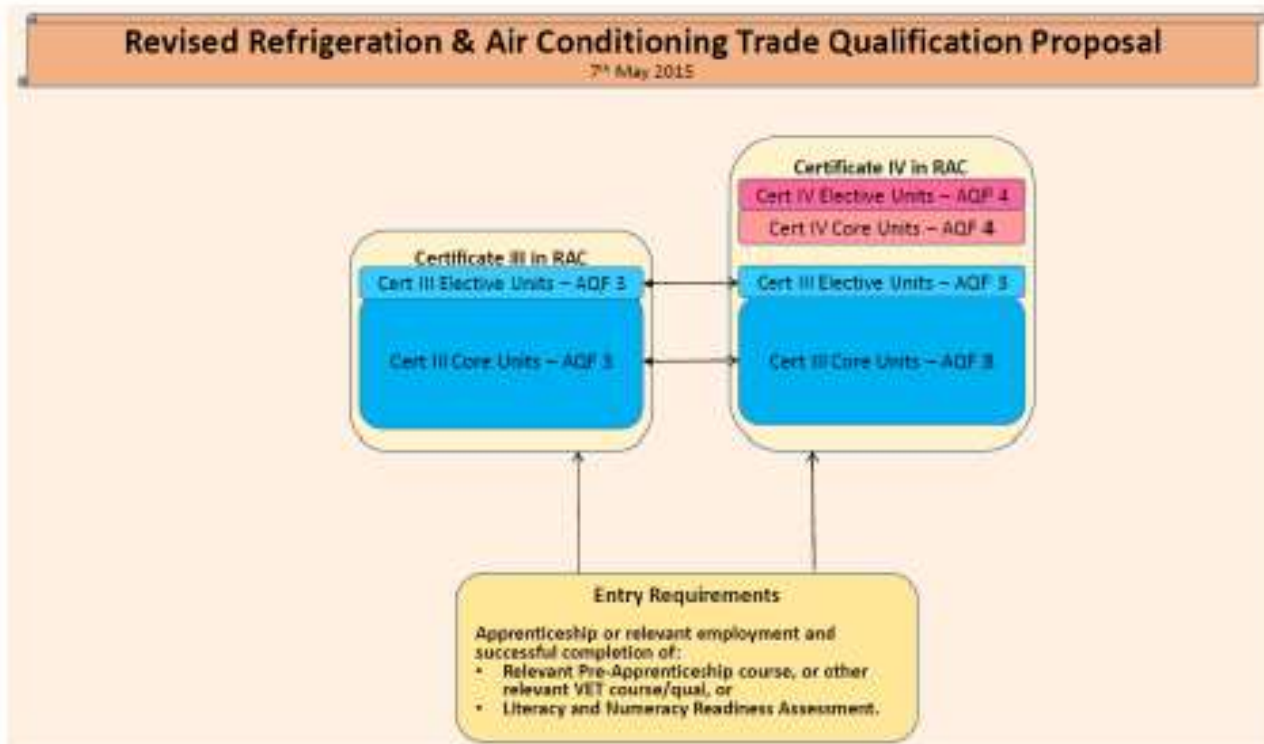 Revised Refrigeration & Air Conditioning Trade Qualification Proposal
7th May 2015
Certificate IV in RAC
Cert IV Elective Units – AQF 4
Cert IV Core Units – AQF 4
Certificate III in RAC
Cert III Elective Units – AQF 3
Cert III Elective Units – AQF 3
Cert III Core Units – AQF 3
Cert III Core Units – AQF 3
Entry Requirements
Apprenticeship or relevant employment and
successful completion of:
• Relevant Pre-Apprenticeship course, or other
relevant VET course/qual, or
• Literacy and Numeracy Readiness Assessment.